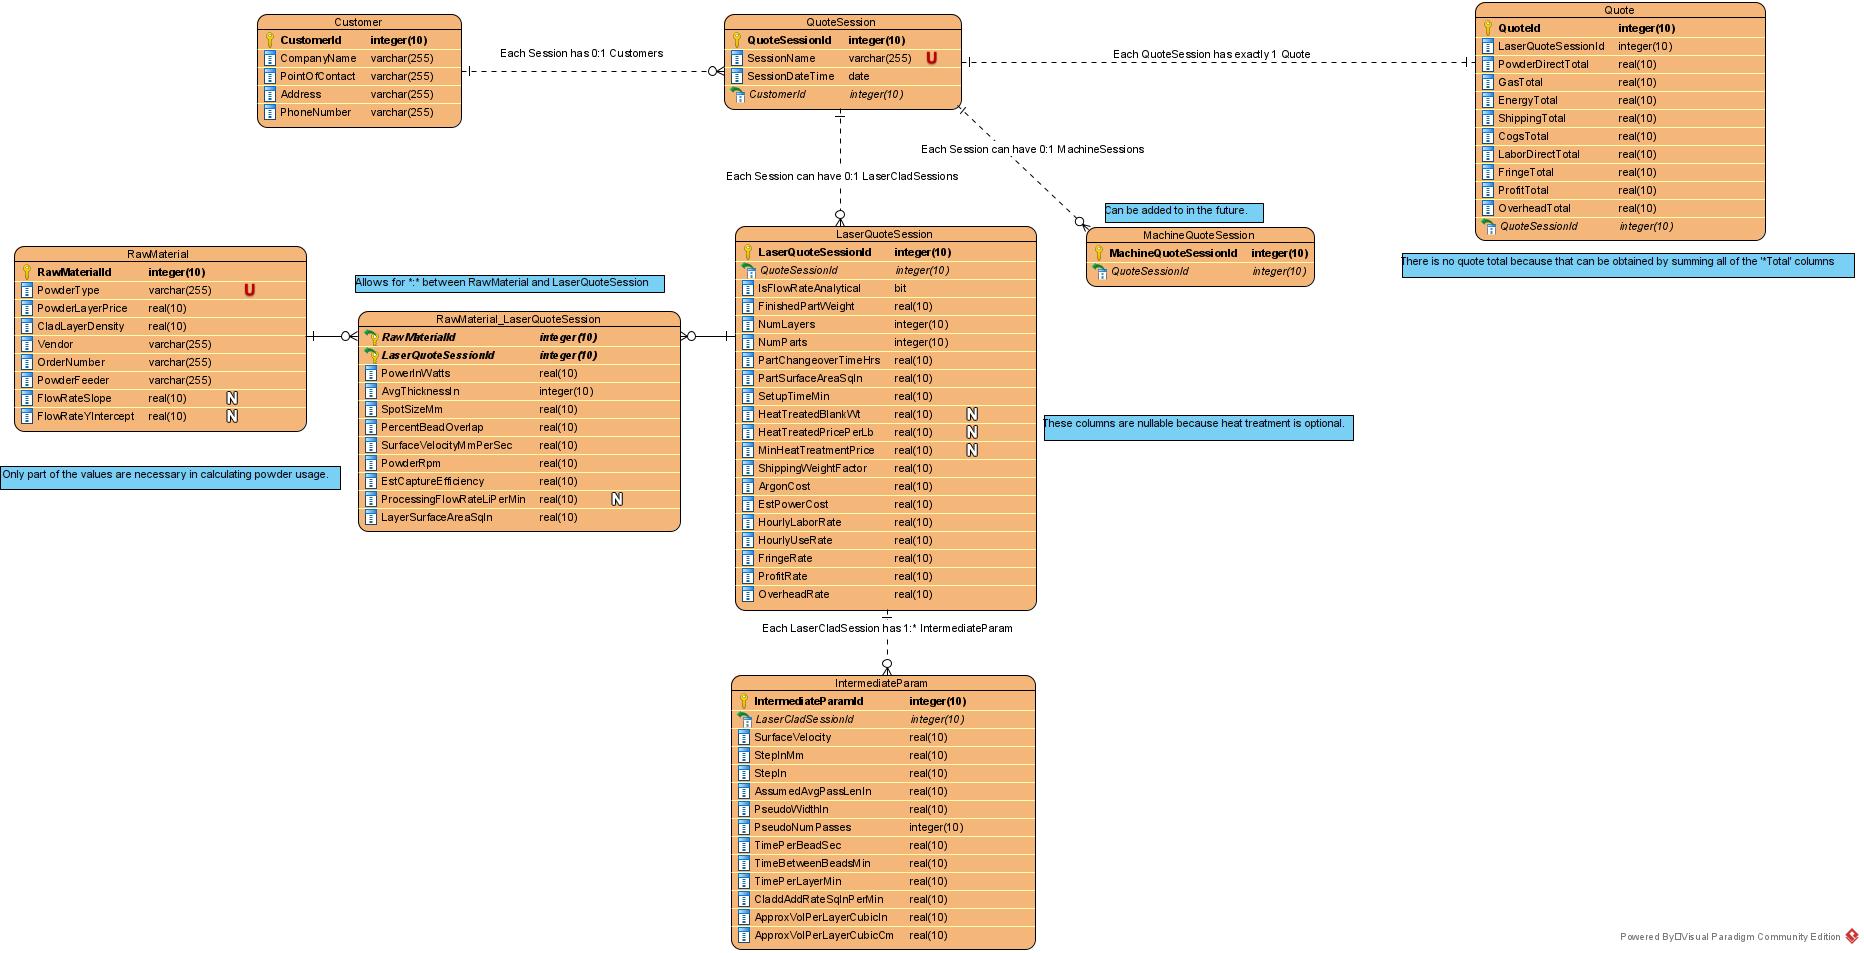 Customer
CustomerId integer(10)
CompanyName varchar(255)
PointOfContact varchar(255)
Address varchar(255)
PhoneNumber varchar(255)
Each Session has 0:1 Customers
QuoteSession
QuoteSessionId integer(10)
SessionName varchar(255) U
SessionDateTime date
CustomerId integer(10)
Each QuoteSession has exactly 1 Quote
Quote
QuoteId integer(10)
LaserQuoteSessionId integer(10)
PowderDirectTotal real(10)
GasTotal real(10)
EnergyTotal real(10)
ShippingTotal real(10)
CogsTotal real(10)
LaborDirectTotal real(10)
FringeTotal real(10)
ProfitTotal real(10)
OverheadTotal real(10)
QuoteSessionId integer(10)
There is no quote total because that can be obtained by summing all of the '*Total' columns
Each Session can have 0:1 MachineSessions
Each Session can have 0:1 LaserCladSessions
Can be added to in the future.
MachineQuoteSession
MachineQuoteSessionId integer(10)
QuoteSessionId integer(10)
RawMaterial
RawMaterialId integer(10)
PowderType varchar(255) U
PowderLayerPrice real(10)
CladLayerDensity real(10)
Vendor varchar(255)
OrderNumber varchar(255)
PowderFeeder varchar(255)
FlowRateSlope real(10) N
FlowRateYIntercept real(10) N
Only part of the values are necessary in calculating powder usage.
Allows for *:* between RawMaterial and LaserQuoteSession
RawMaterial_LaserQuoteSession
RawMaterialId integer(10)
LaserQuoteSessionId integer(10)
PowerInWatts real(10)
AvgThicknessIn integer(10)
SpotSizeMm real(10)
PercentBeadOverlap real(10)
SurfaceVelocityMmPerSec real(10)
PowderRpm real(10)
EstCaptureEfficiency real(10)
ProcessingFlowRateLiPerMin real(10) N
LayerSurfaceAreaSqIn real(10)
LaserQuoteSession
LaserQuoteSessionId integer(10)
QuoteSessionId integer(10)
IsFlowRateAnalytical bit
FinishedPartWeight real(10)
NumLayers integer(10)
NumParts integer(10)
PartChangeoverTimeHrs real(10)
PartSurfaceAreaSqIn real(10)
SetupTimeMin real(10)
HeatTreatedBlankWt real(10) N
HeatTreatedPricePerLb real(10) N
MinHeatTreatmentPrice real(10) N
ShippingWeightFactor real(10)
ArgonCost real(10)
EstPowerCost real(10)
HourlyLaborRate real(10)
HourlyUseRate real(10)
FringeRate real(10)
ProfitRate real(10)
OverheadRate real(10)
These columns are nullable because heat treatment is optional.
Each LaserCladSession has 1:* IntermediateParam
IntermediateParam
IntermediateParamId integer(10)
LaserCladSessionId integer(10)
SurfaceVelocity real(10)
StepInMm real(10)
StepIn real(10)
AssumedAvgPassLenIn real(10)
PseudoWidthIn real(10)
PseudoNumPasses integer(10)
TimePerBeadSec real(10)
TimeBetweenBeadsMin real(10)
TimePerLayerMin real(10)
CladdAddRateSqInPerMin real(10)
ApproxVolPerLayerCubicIn real(10)
ApproxVolPerLayerCubicCm real(10)
Powered By□Visual Paradigm Community Edition